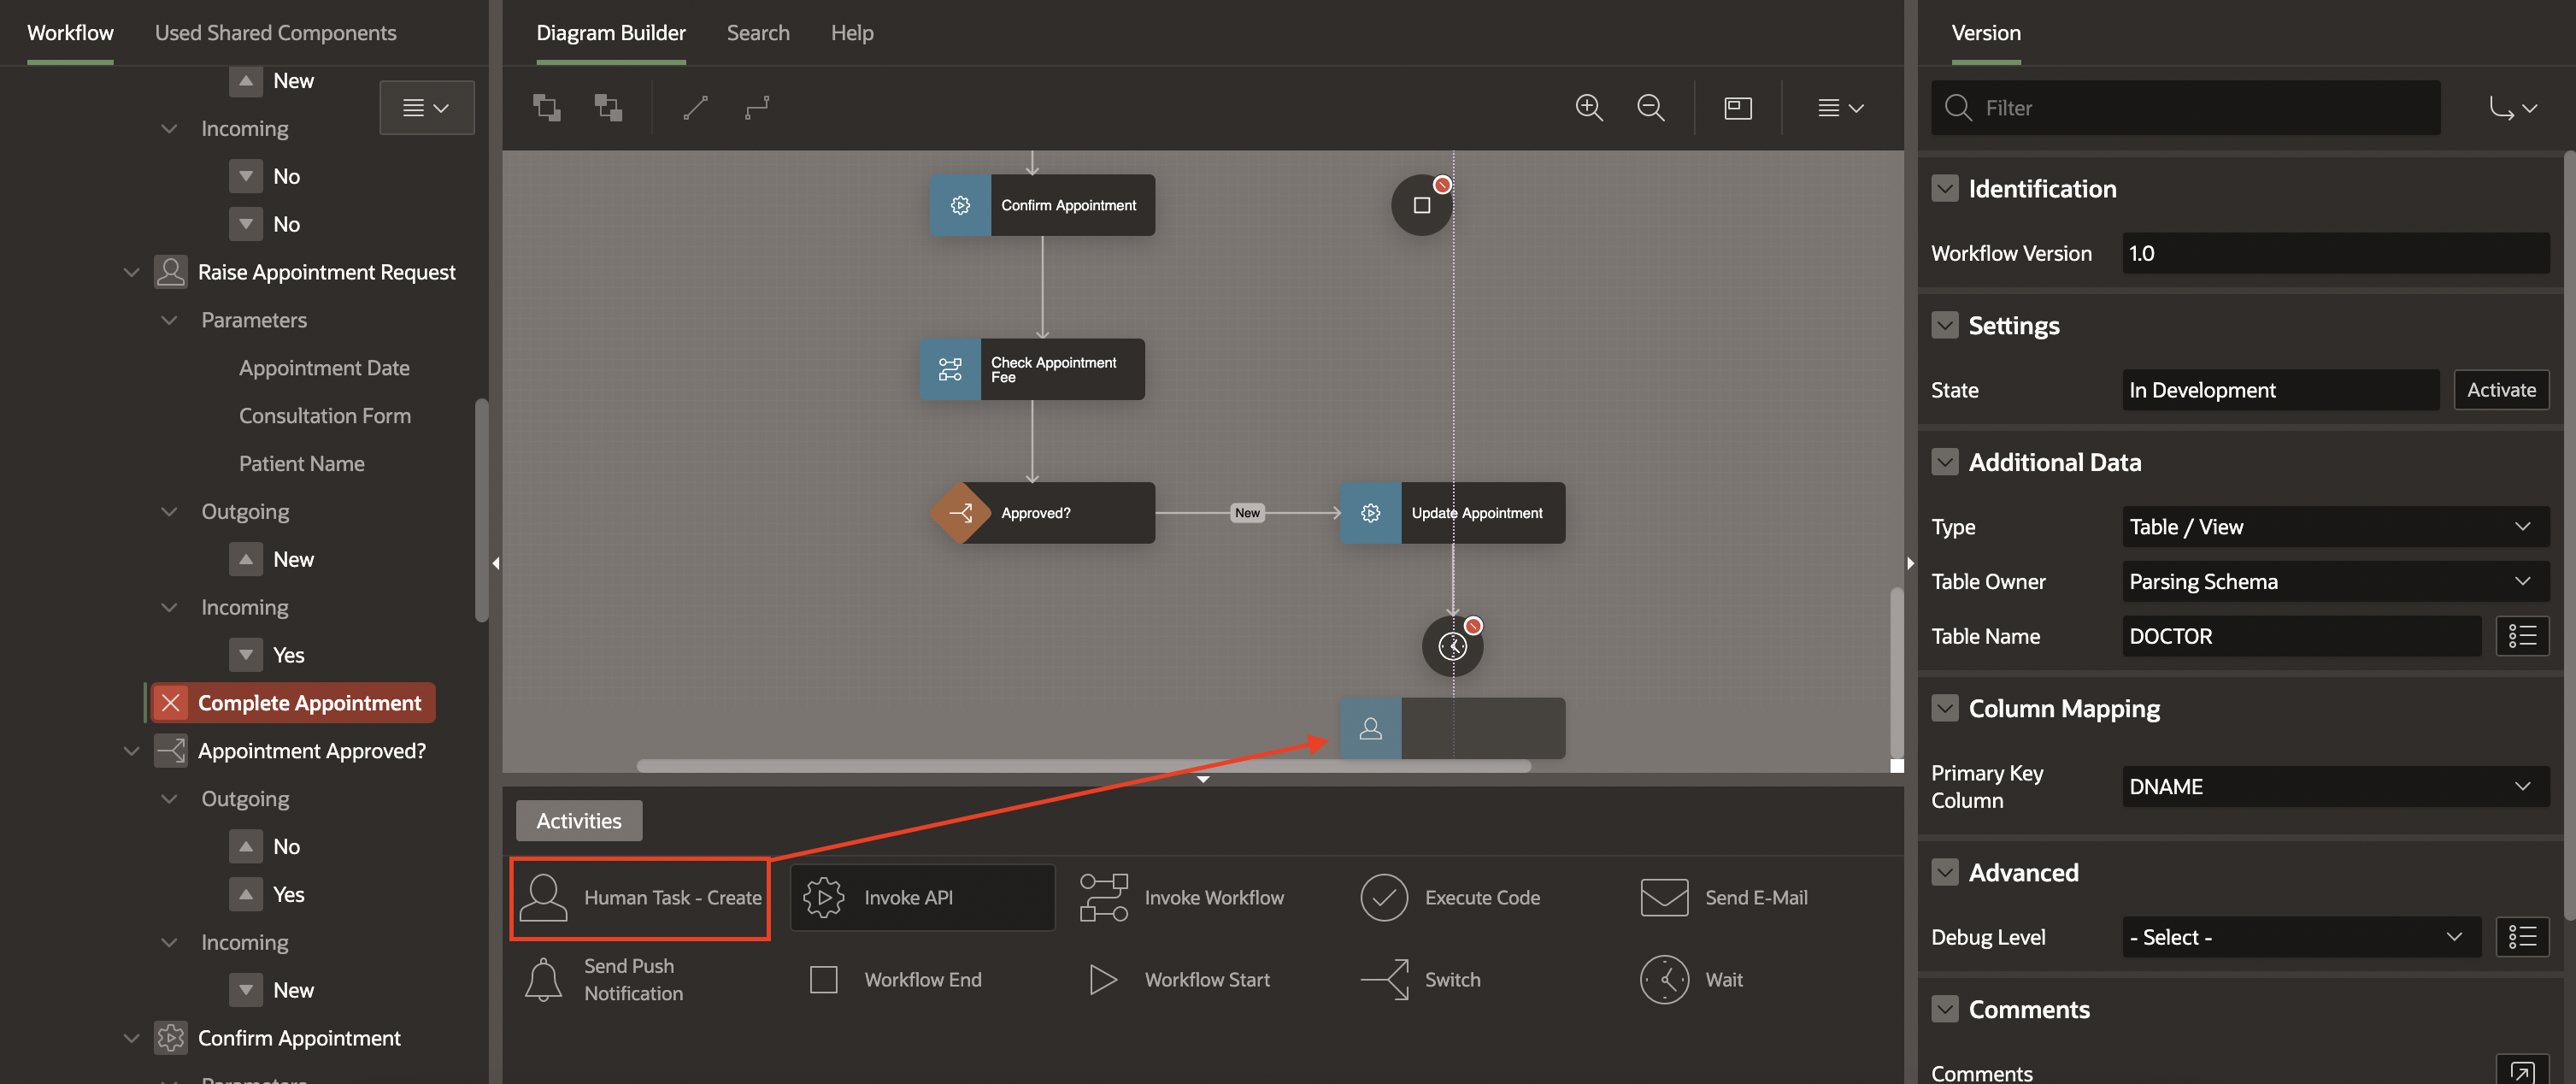 Workflow
Used Shared Components
New
Incoming
No
No
Raise Appointment Request
Parameters
Appointment Date
Consultation Form
Patient Name
Outgoing
New
Incoming
Yes
Complete Appointment
Appointment Approved?
Outgoing
No
Yes
Incoming
New
Confirm Appointment
Parameters
Diagram Builder
Search
Help
Confirm Appointment
Check Appointment
Fee
Approved?
New
Update Appointment
Activities
Human Task - Create
Invoke API
Invoke Workflow
Execute Code
Send E-Mail
Send Push
Notification
Workflow End
Workflow Start
Switch
Wait
Version
Filter
Identification
Workflow Version
1.0
Settings
State
In Development
Activate
Additional Data
Type
Table / View
Table Owner
Parsing Schema
Table Name
DOCTOR
Column Mapping
Primary Key
Column
DNAME
Advanced
Debug Level
- Select -
Comments
Comments